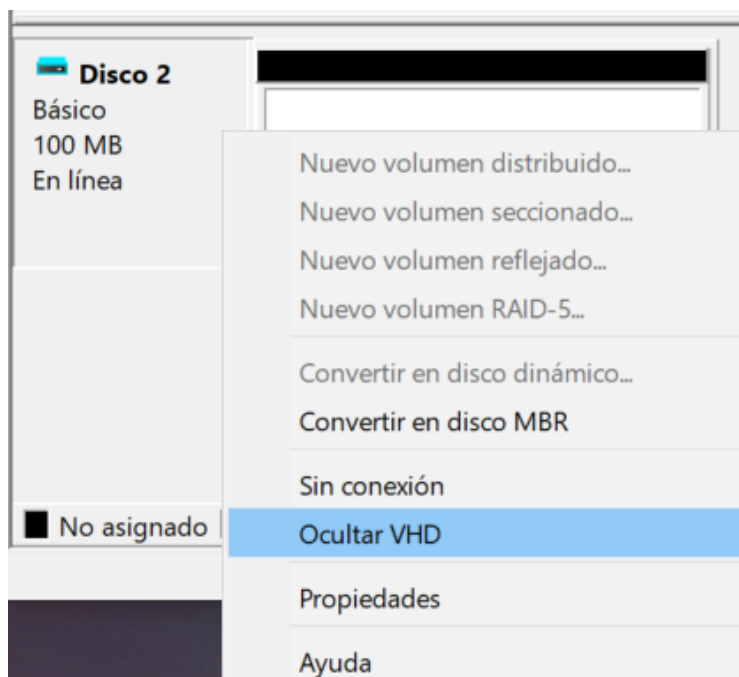 Disco 2
Básico
100 MB
En línea
Nuevo volumen distribuido...
Nuevo volumen seccionado...
Nuevo volumen reflejado...
Nuevo volumen RAID-5...
Convertir en disco dinámico...
Convertir en disco MBR
Sin conexión
No asignado
Ocultar VHD
Propiedades
Ayuda